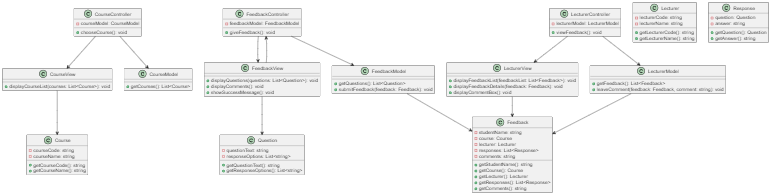 CourseController
courseModel: CourseModel
chooseCourse(): void
FeedbackController
feedbackModel: FeedbackModel
giveFeedback(): void
LecturerController
lecturerModel: LecturerModel
viewFeedback(): void
Lecturer
lecturerCode: string
lecturerName: string
getLecturerCode(): string
getLecturerName(): string
Response
question: Question
answer: string
getQuestion(): Question
getAnswer(): string
CourseView
displayCourseList(courses: List<Course>): void
CourseModel
getCourses(): List<Course>
FeedbackView
displayQuestions(questions: List<Question>): void
displayComments(): void
showSuccessMessage(): void
FeedbackModel
getQuestions(): List<Question>
submitFeedback(feedback: Feedback): void
LecturerView
displayFeedbackList(feedbackList: List<Feedback>): void
displayFeedbackDetails(feedback: Feedback): void
displayCommentBox(): void
LecturerModel
getFeedback(): List<Feedback>
leaveComment(feedback: Feedback, comment: string): void
Course
courseCode: string
courseName: string
getCourseCode(): string
getCourseName(): string
Question
questionText: string
responseOptions: List<string>
getQuestionText(): string
getResponseOptions(): List<string>
Feedback
studentName: string
course: Course
lecturer: Lecturer
responses: List<Response>
comments: string
getStudentName(): string
getCourse(): Course
getLecturer(): Lecturer
getResponses(): List<Response>
getComments(): string